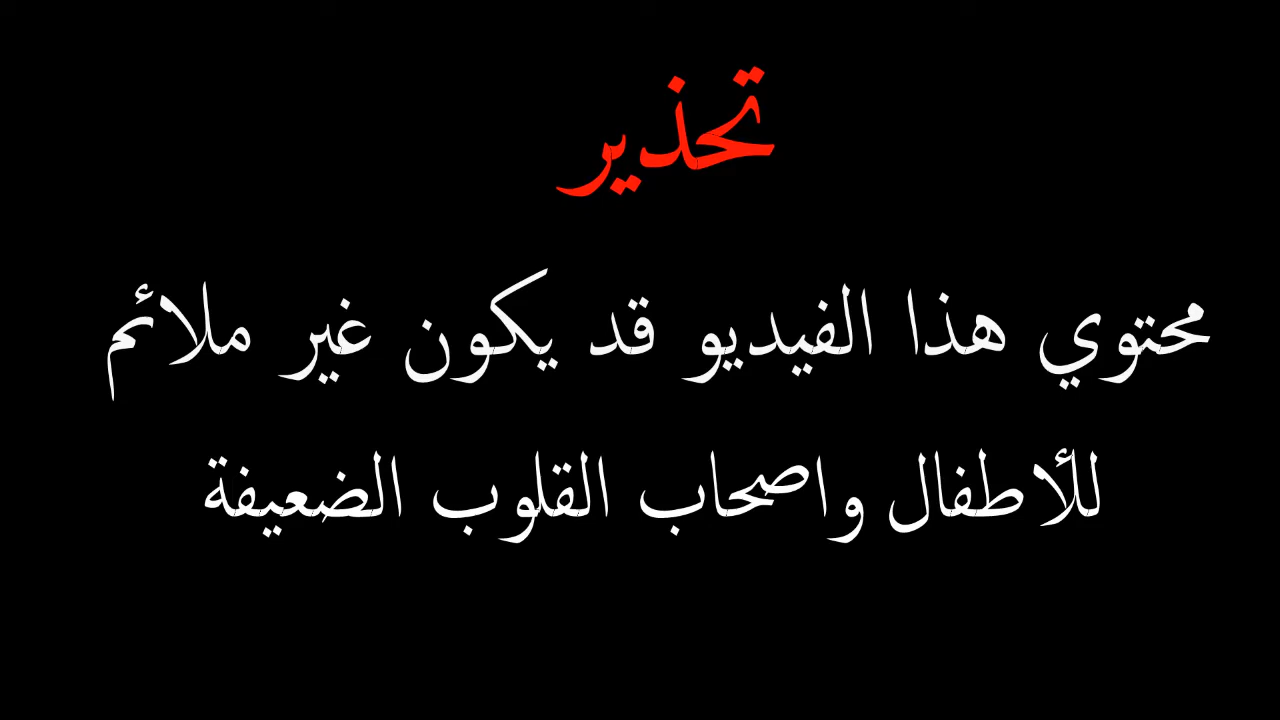 تحذير
محتوي هذا الفيديو قد يكون غير ملائم
للأطفال واصحاب القلوب الضعيفة